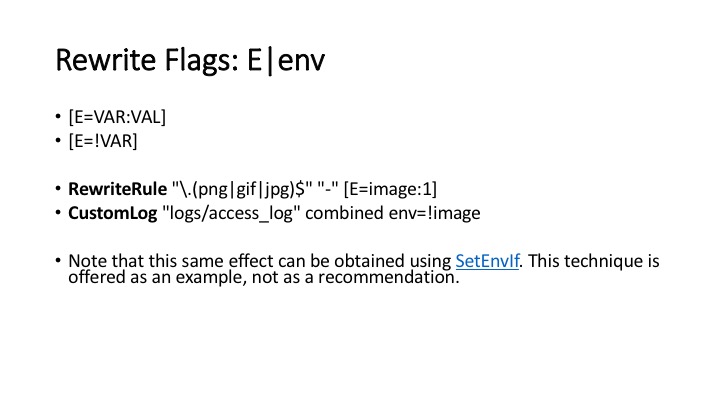 Rewrite Flags: E|env
• [E=VAR:VAL]
• [E=!VAR]
• RewriteRule "\.(png|gif|jpg)$" "-" [E=image:1]
• CustomLog "logs/access_log" combined env=!image
• Note that this same effect can be obtained using SetEnvIf. This technique is
offered as an example, not as a recommendation.